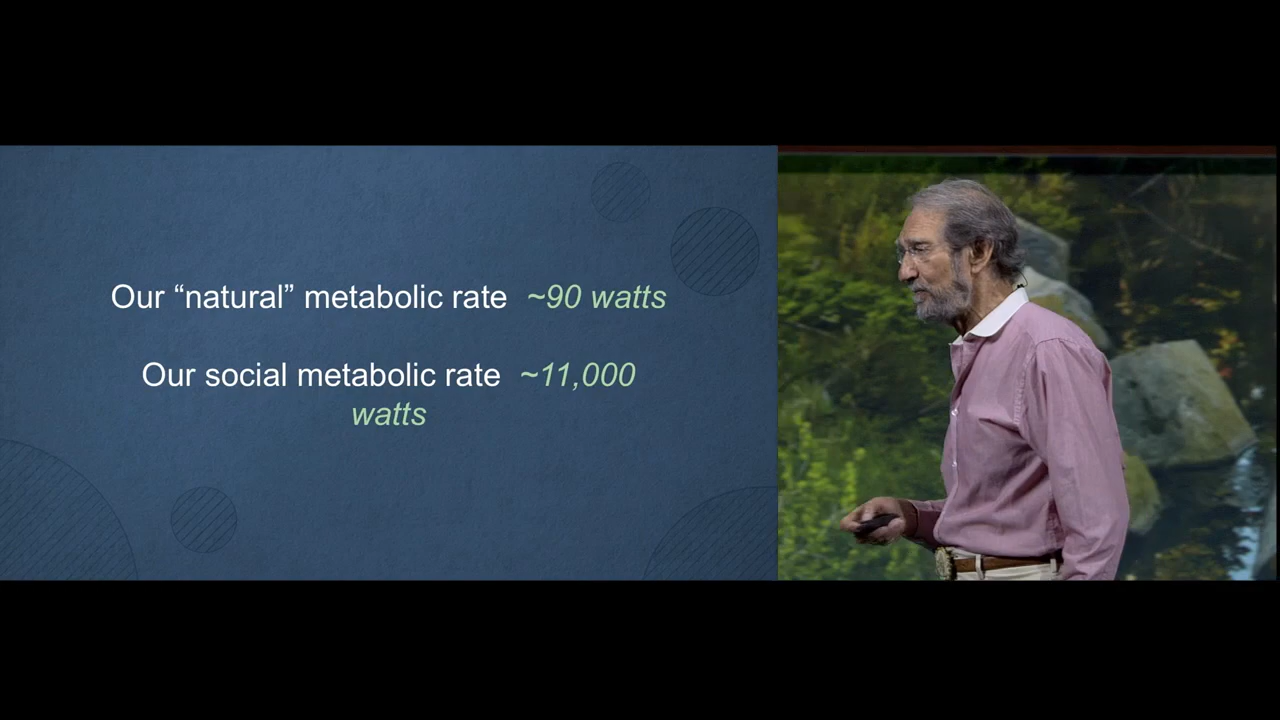 Our “natural” metabolic rate ~90 watts
Our social metabolic rate ~11,000
watts